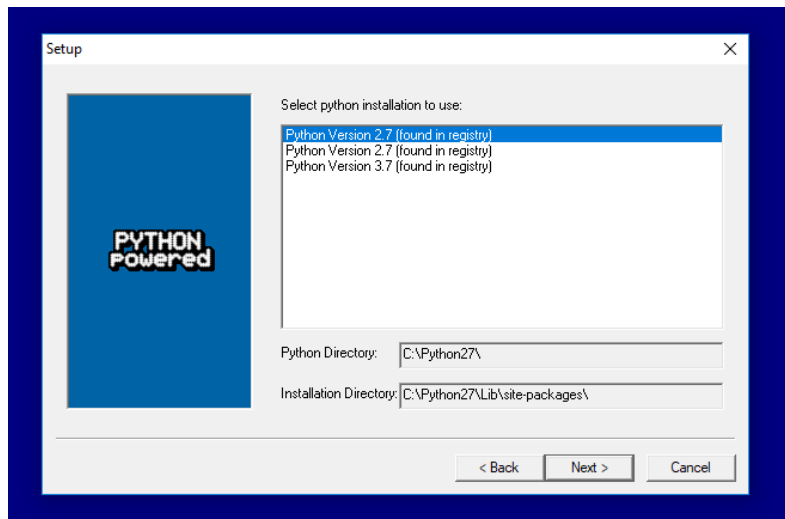 Setup
Select python installation to use:
Python Version 2.7 (found in registry)
Python Version 2.7 (found in registry)
Python Version 3.7 (found in registry)
PYTHON
powered
Python Directory: C:\Python27\
Installation Directory: C:\Python27\Lib\site-packages\
< Back Next > Cancel